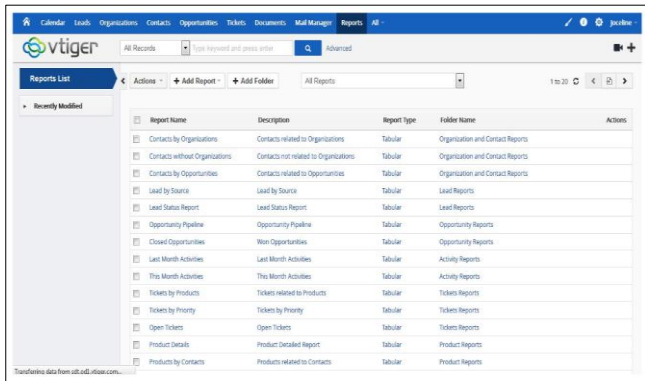 Calendar Leads Organizations Contacts Opportunities Tickets Documents Mail Manager Reports All Joceline
vtiger All Records Type keyword and press enter Advanced
Reports List Actions + Add Report + Add Folder All Reports 1 to 20
Recently Modified
Report Name Description Report Type Folder Name Actions
Contacts by Organizations Contacts related to Organizations Tabular Organization and Contact Reports
Contacts without Organizations Contacts not related to Organizations Tabular Organization and Contact Reports
Contacts by Opportunities Contacts related to Opportunities Tabular Organization and Contact Reports
Lead by Source Lead by Source Tabular Lead Reports
Lead Status Report Lead Status Report Tabular Lead Reports
Opportunity Pipeline Opportunity Pipeline Tabular Opportunity Reports
Closed Opportunities Won Opportunities Tabular Opportunity Reports
Last Month Activities Last Month Activities Tabular Activity Reports
This Month Activities This Month Activities Tabular Activity Reports
Tickets by Products Tickets related to Products Tabular Tickets Reports
Tickets by Priority Tickets by Priority Tabular Tickets Reports
Open Tickets Open Tickets Tabular Tickets Reports
Product Details Product Detailed Report Tabular Product Reports
Products by Contacts Products related to Contacts Tabular Product Reports
Transferring data from